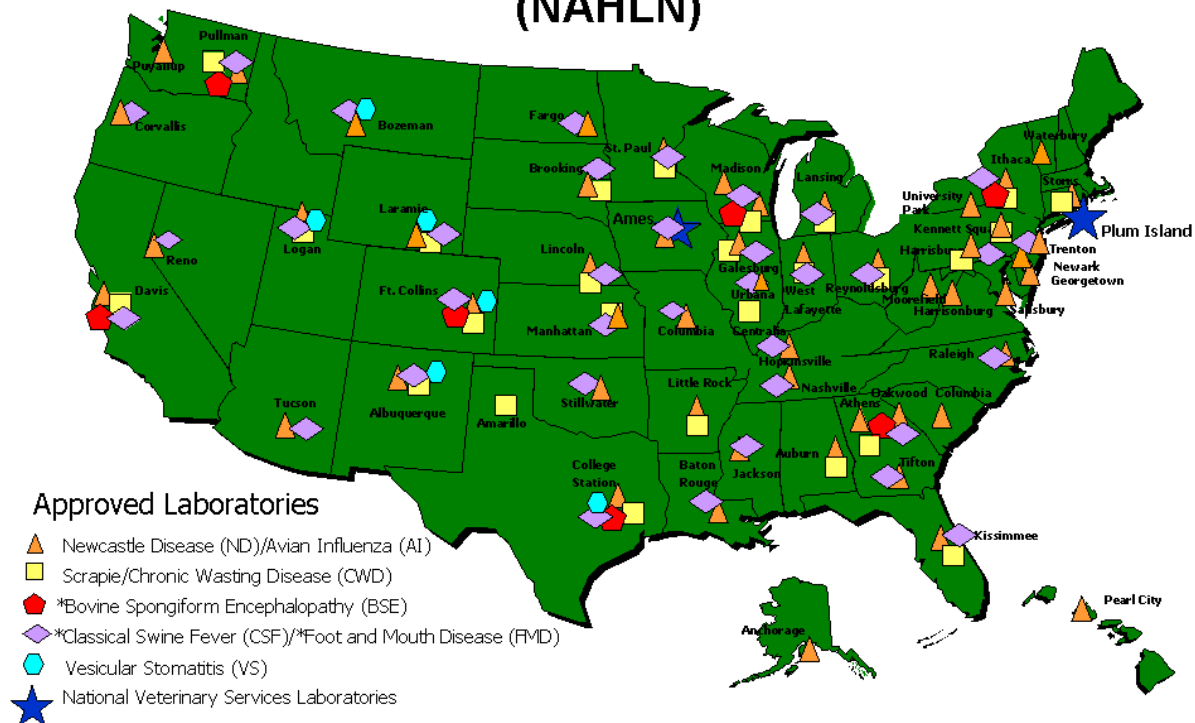 (NAHLN)
Pullman
Puyallup
Corvallis
Bozeman
Fargo
St. Paul
Brooking
Madison
Lansing
Waterbury
Ithaca
Storrs
University
Park
Plum Island
Kennett Squa
Harrisbu
Trenton
Newark
Georgetown
Laramie
Ames
Logan
Reno
Lincoln
Galesburg
Urbana
West
Lafayette
Reynoldsburg
Moorefield
Harrisonburg
Salisbury
Davis
Ft. Collins
Manhattan
Columbia
Centralia
Hopkinsville
Raleigh
Nashville
Little Rock
Stillwater
Albuquerque
Amarillo
Tucson
Oakwood
Columbia
Athens
Auburn
Jackson
Tifton
College
Station
Baton
Rouge
Kissimmee
Anchorage
Pearl City
Approved Laboratories
Newcastle Disease (ND)/Avian Influenza (AI)
Scrapie/Chronic Wasting Disease (CWD)
*Bovine Spongiform Encephalopathy (BSE)
*Classical Swine Fever (CSF)/*Foot and Mouth Disease (FMD)
Vesicular Stomatitis (VS)
National Veterinary Services Laboratories